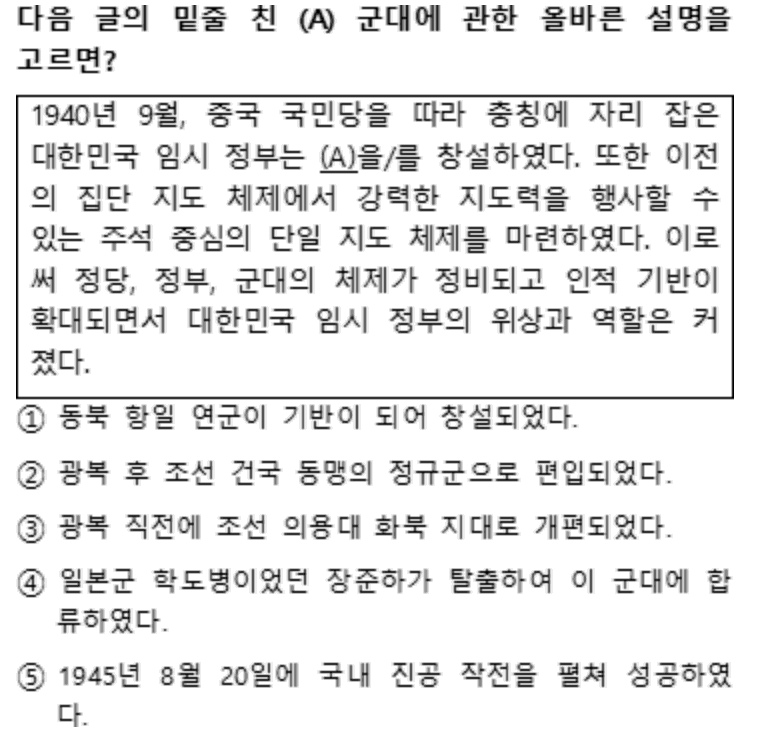 다음 글의 밑줄 친 (A) 군대에 관한 올바른 설명을
고르면?
1940년 9월, 중국 국민당을 따라 충칭에 자리 잡은
대한민국 임시 정부는 (A)을/를 창설하였다. 또한 이전
의 집단 지도 체제에서 강력한 지도력을 행사할 수
있는 주석 중심의 단일 지도 체제를 마련하였다. 이로
써 정당, 정부, 군대의 체제가 정비되고 인적 기반이
확대되면서 대한민국 임시 정부의 위상과 역할은 커
졌다.
① 동북 항일 연군이 기반이 되어 창설되었다.
② 광복 후 조선 건국 동맹의 정규군으로 편입되었다.
③ 광복 직전에 조선 의용대 화북 지대로 개편되었다.
④ 일본군 학도병이었던 장준하가 탈출하여 이 군대에 합
류하였다.
⑤ 1945년 8월 20일에 국내 진공 작전을 펼쳐 성공하였
다.